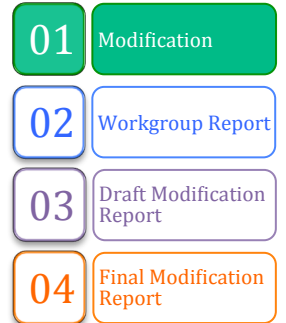 01
Modification
02
Workgroup Report
03
Draft Modification
Report
04
Final Modification
Report